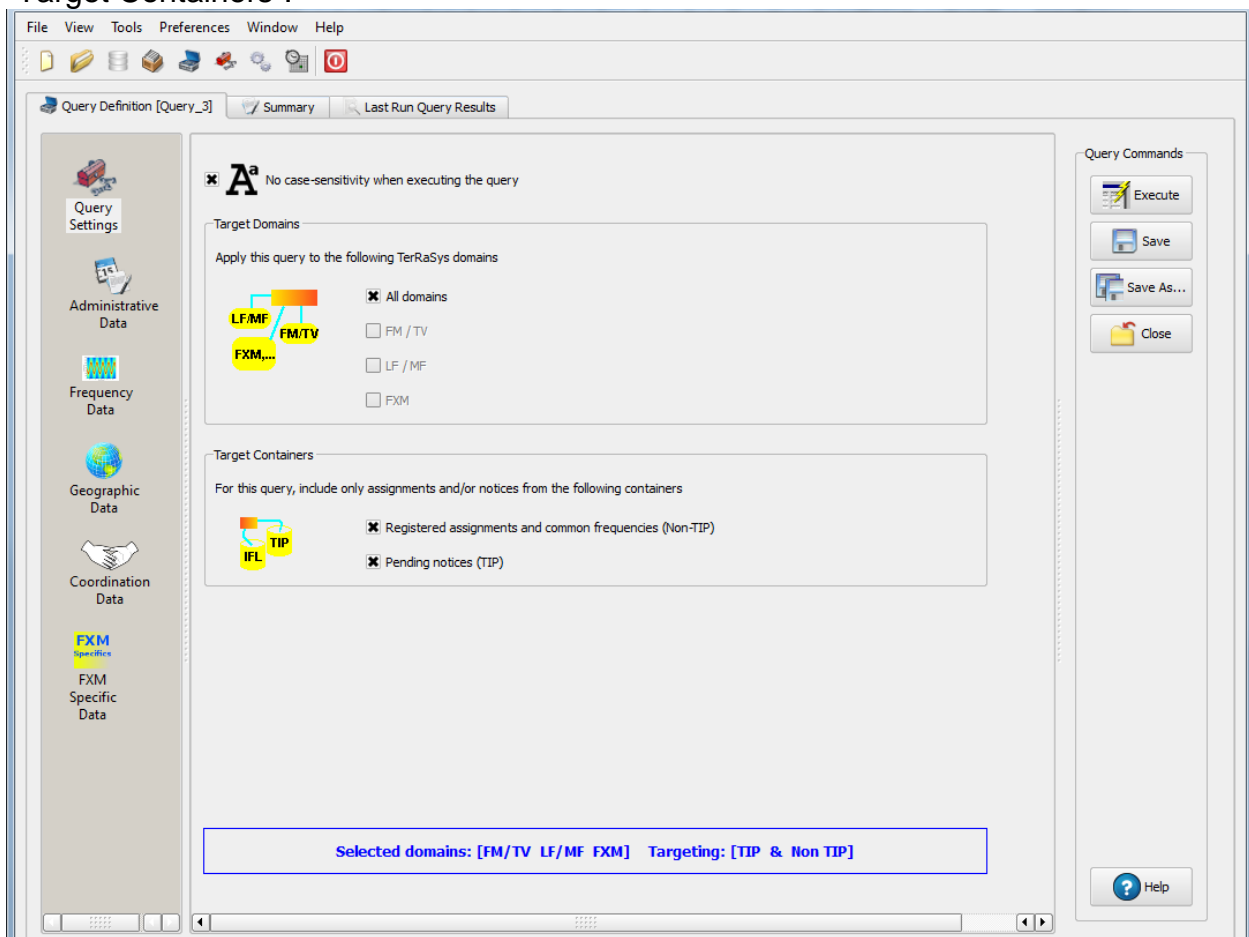 Target Containers".
File View Tools Preferences Window Help
Query Definition [Query_3] Summary Last Run Query Results
Query Settings
Administrative Data
Frequency Data
Geographic Data
Coordination Data
FXM
Specifics
FXM Specific Data
Aa No case-sensitivity when executing the query
Target Domains
Apply this query to the following TerRaSys domains
LF/MF
FM/TV
FXM,...
All domains
FM / TV
LF / MF
FXM
Target Containers
For this query, include only assignments and/or notices from the following containers
IFL
TIP
Registered assignments and common frequencies (Non-TIP)
Pending notices (TIP)
Selected domains: [FM/TV LF/MF FXM] Targeting: [TIP & Non TIP]
Query Commands
Execute
Save
Save As...
Close
Help